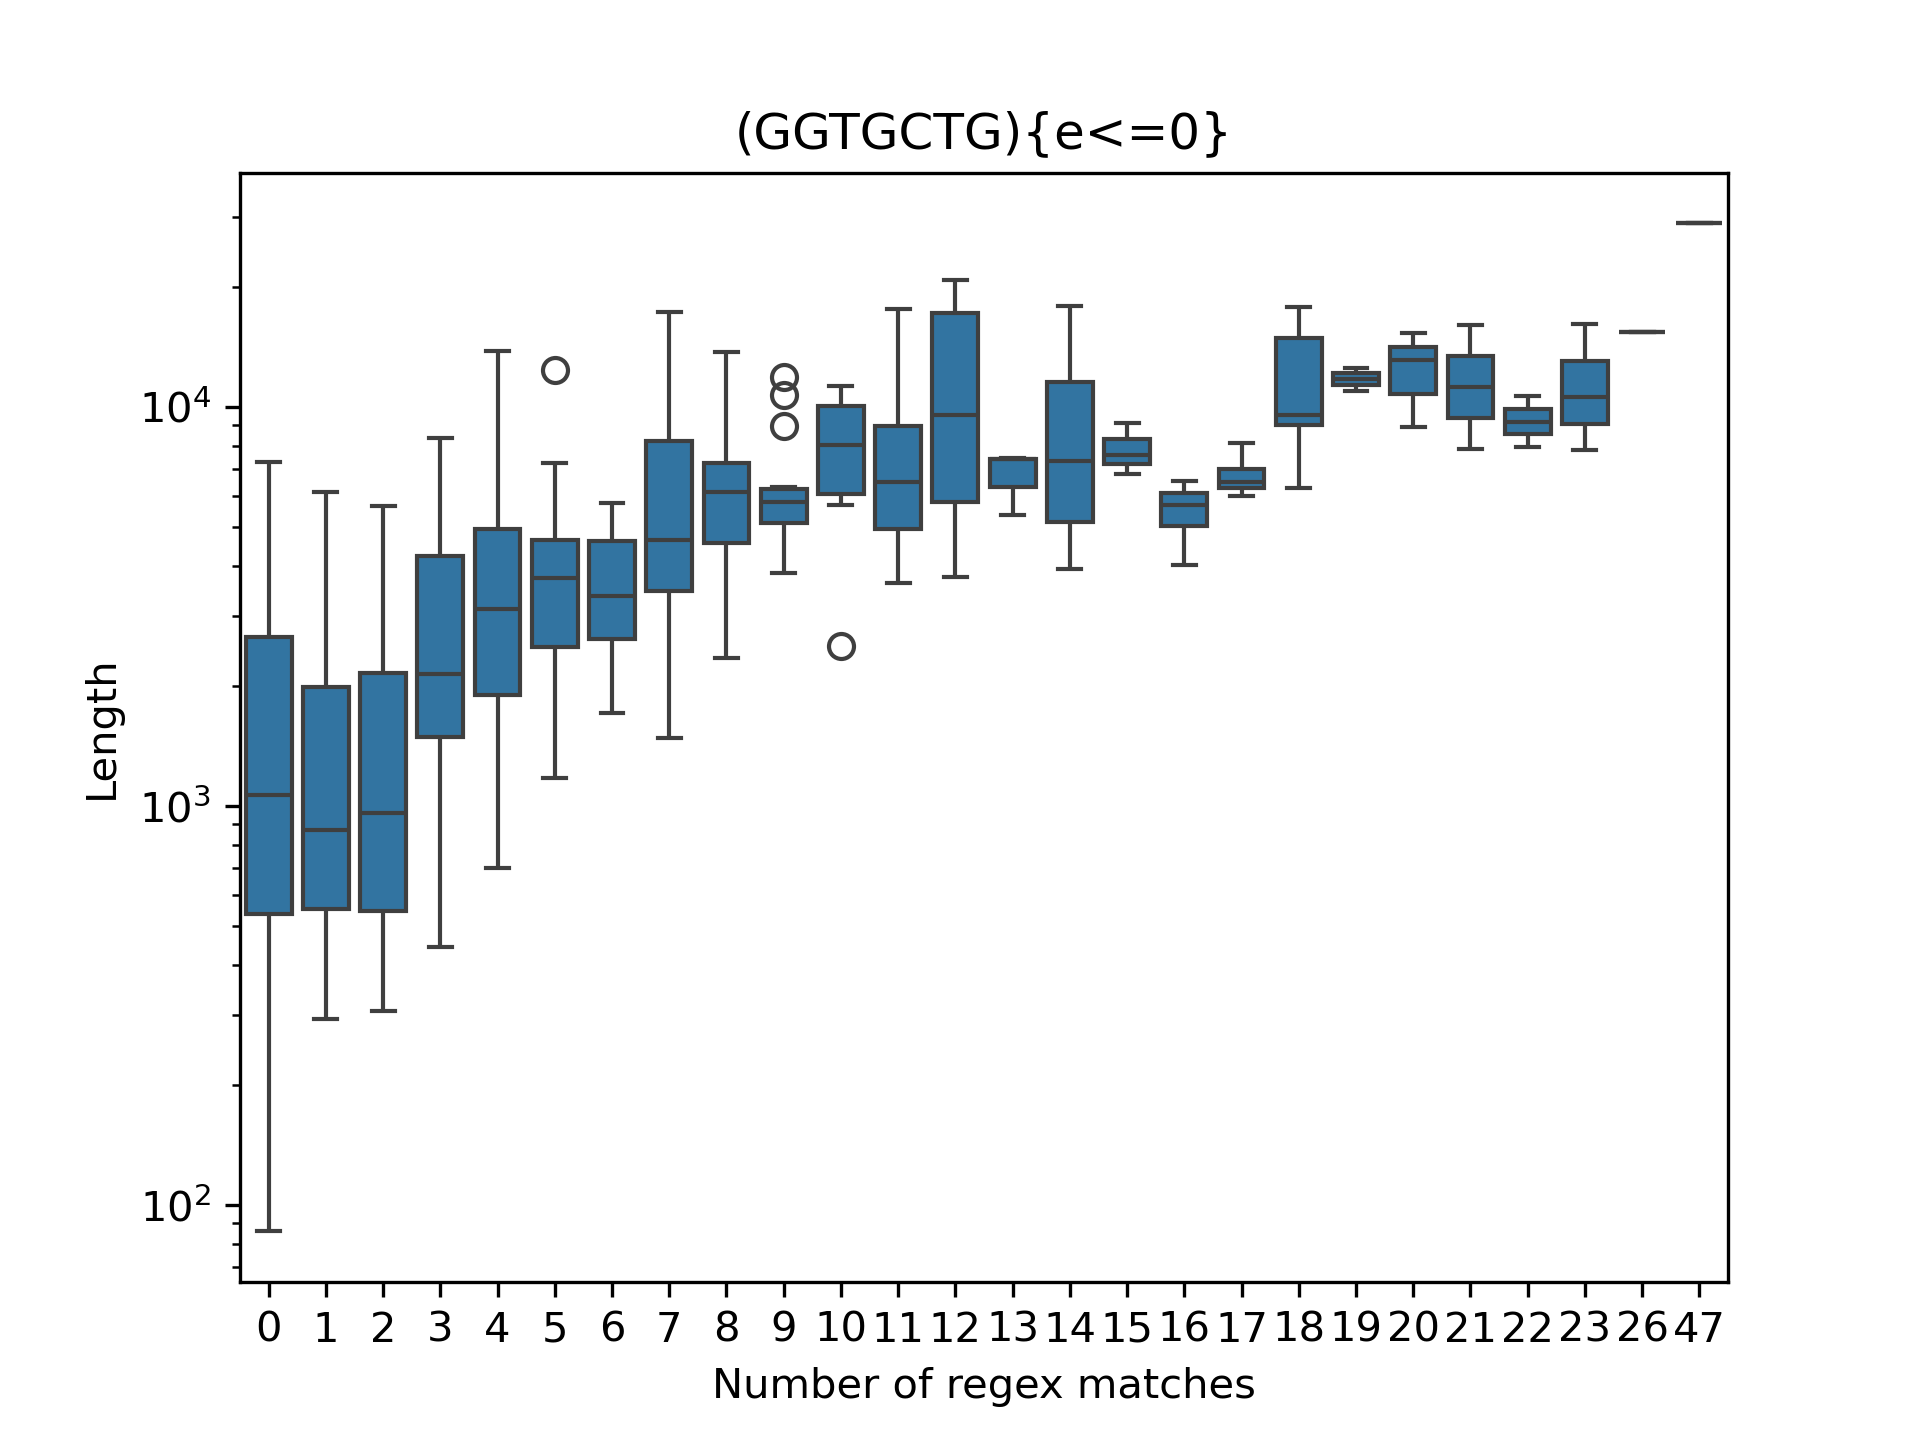 (GGTGCTG){e<=0}
Length
10^4
10^3
10^2
0 1 2 3 4 5 6 7 8 9 10 11 12 13 14 15 16 17 18 19 20 21 22 23 26 47
Number of regex matches